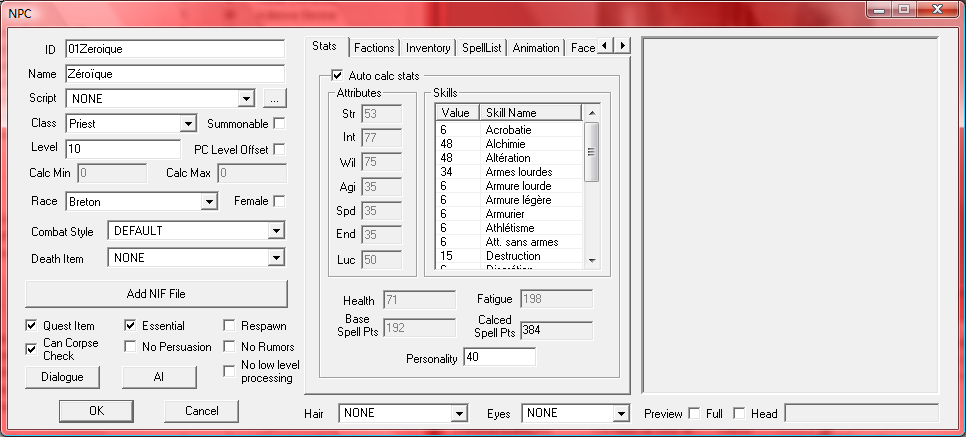 NPC
ID 01Zeroique
Name Zéroïque
Script NONE ...
Class Priest Summonable
Level 10 PC Level Offset
Calc Min 0 Calc Max 0
Race Breton Female
Combat Style DEFAULT
Death Item NONE
Add NIF File
Quest Item Essential Respawn
Can Corpse Check No Persuasion No Rumors
No low level processing
Dialogue AI
OK Cancel
Stats Factions Inventory SpellList Animation Face
Auto calc stats
Attributes
Str 53
Int 77
Wil 75
Agi 35
Spd 35
End 35
Luc 50
Skills
Value Skill Name
6 Acrobatie
48 Alchimie
48 Altération
34 Armes lourdes
6 Armure lourde
6 Armure légère
6 Armurier
6 Athlétisme
6 Att. sans armes
15 Destruction
6 Discrétion
Health 71 Fatigue 198
Base Spell Pts 192 Calced Spell Pts 384
Personality 40
Hair NONE Eyes NONE Preview Full Head